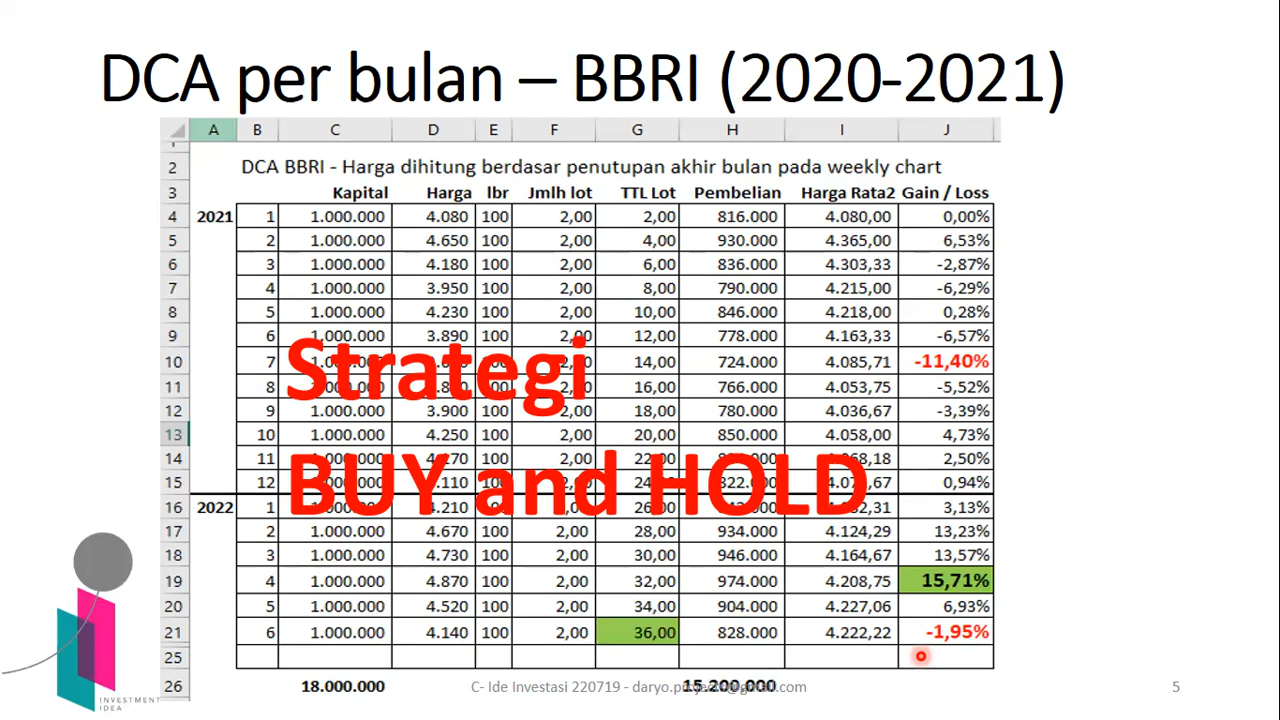 DCA per bulan – BBRI (2020-2021)
A B C D E F G H I J
2 DCA BBRI - Harga dihitung berdasar penutupan akhir bulan pada weekly chart
3 Kapital Harga lbr Jmlh lot TTL Lot Pembelian Harga Rata2 Gain / Loss
4 2021 1 1.000.000 4.080 100 2,00 2,00 816.000 4.080,00 0,00%
5 2 1.000.000 4.650 100 2,00 4,00 930.000 4.365,00 6,53%
6 3 1.000.000 4.180 100 2,00 6,00 836.000 4.303,33 -2,87%
7 4 1.000.000 3.950 100 2,00 8,00 790.000 4.215,00 -6,29%
8 5 1.000.000 4.230 100 2,00 10,00 846.000 4.218,00 0,28%
9 6 1.000.000 3.890 100 2,00 12,00 778.000 4.163,33 -6,57%
10 7 14,00 724.000 4.085,71 -11,40%
11 8 16,00 766.000 4.053,75 -5,52%
12 9 1.000.000 3.900 100 2,00 18,00 780.000 4.036,67 -3,39%
13 10 1.000.000 4.250 100 2,00 20,00 850.000 4.058,00 4,73%
14 11 2,50%
15 12 0,94%
16 2022 1 4.210 3,13%
17 2 1.000.000 4.670 100 2,00 28,00 934.000 4.124,29 13,23%
18 3 1.000.000 4.730 100 2,00 30,00 946.000 4.164,67 13,57%
19 4 1.000.000 4.870 100 2,00 32,00 974.000 4.208,75 15,71%
20 5 1.000.000 4.520 100 2,00 34,00 904.000 4.227,06 6,93%
21 6 1.000.000 4.140 100 2,00 36,00 828.000 4.222,22 -1,95%
25
26 18.000.000 15.200.000
Strategi
BUY and HOLD
INVESTMENT
IDEA
C- Ide Investasi 220719 - daryo.project@gmail.com
5